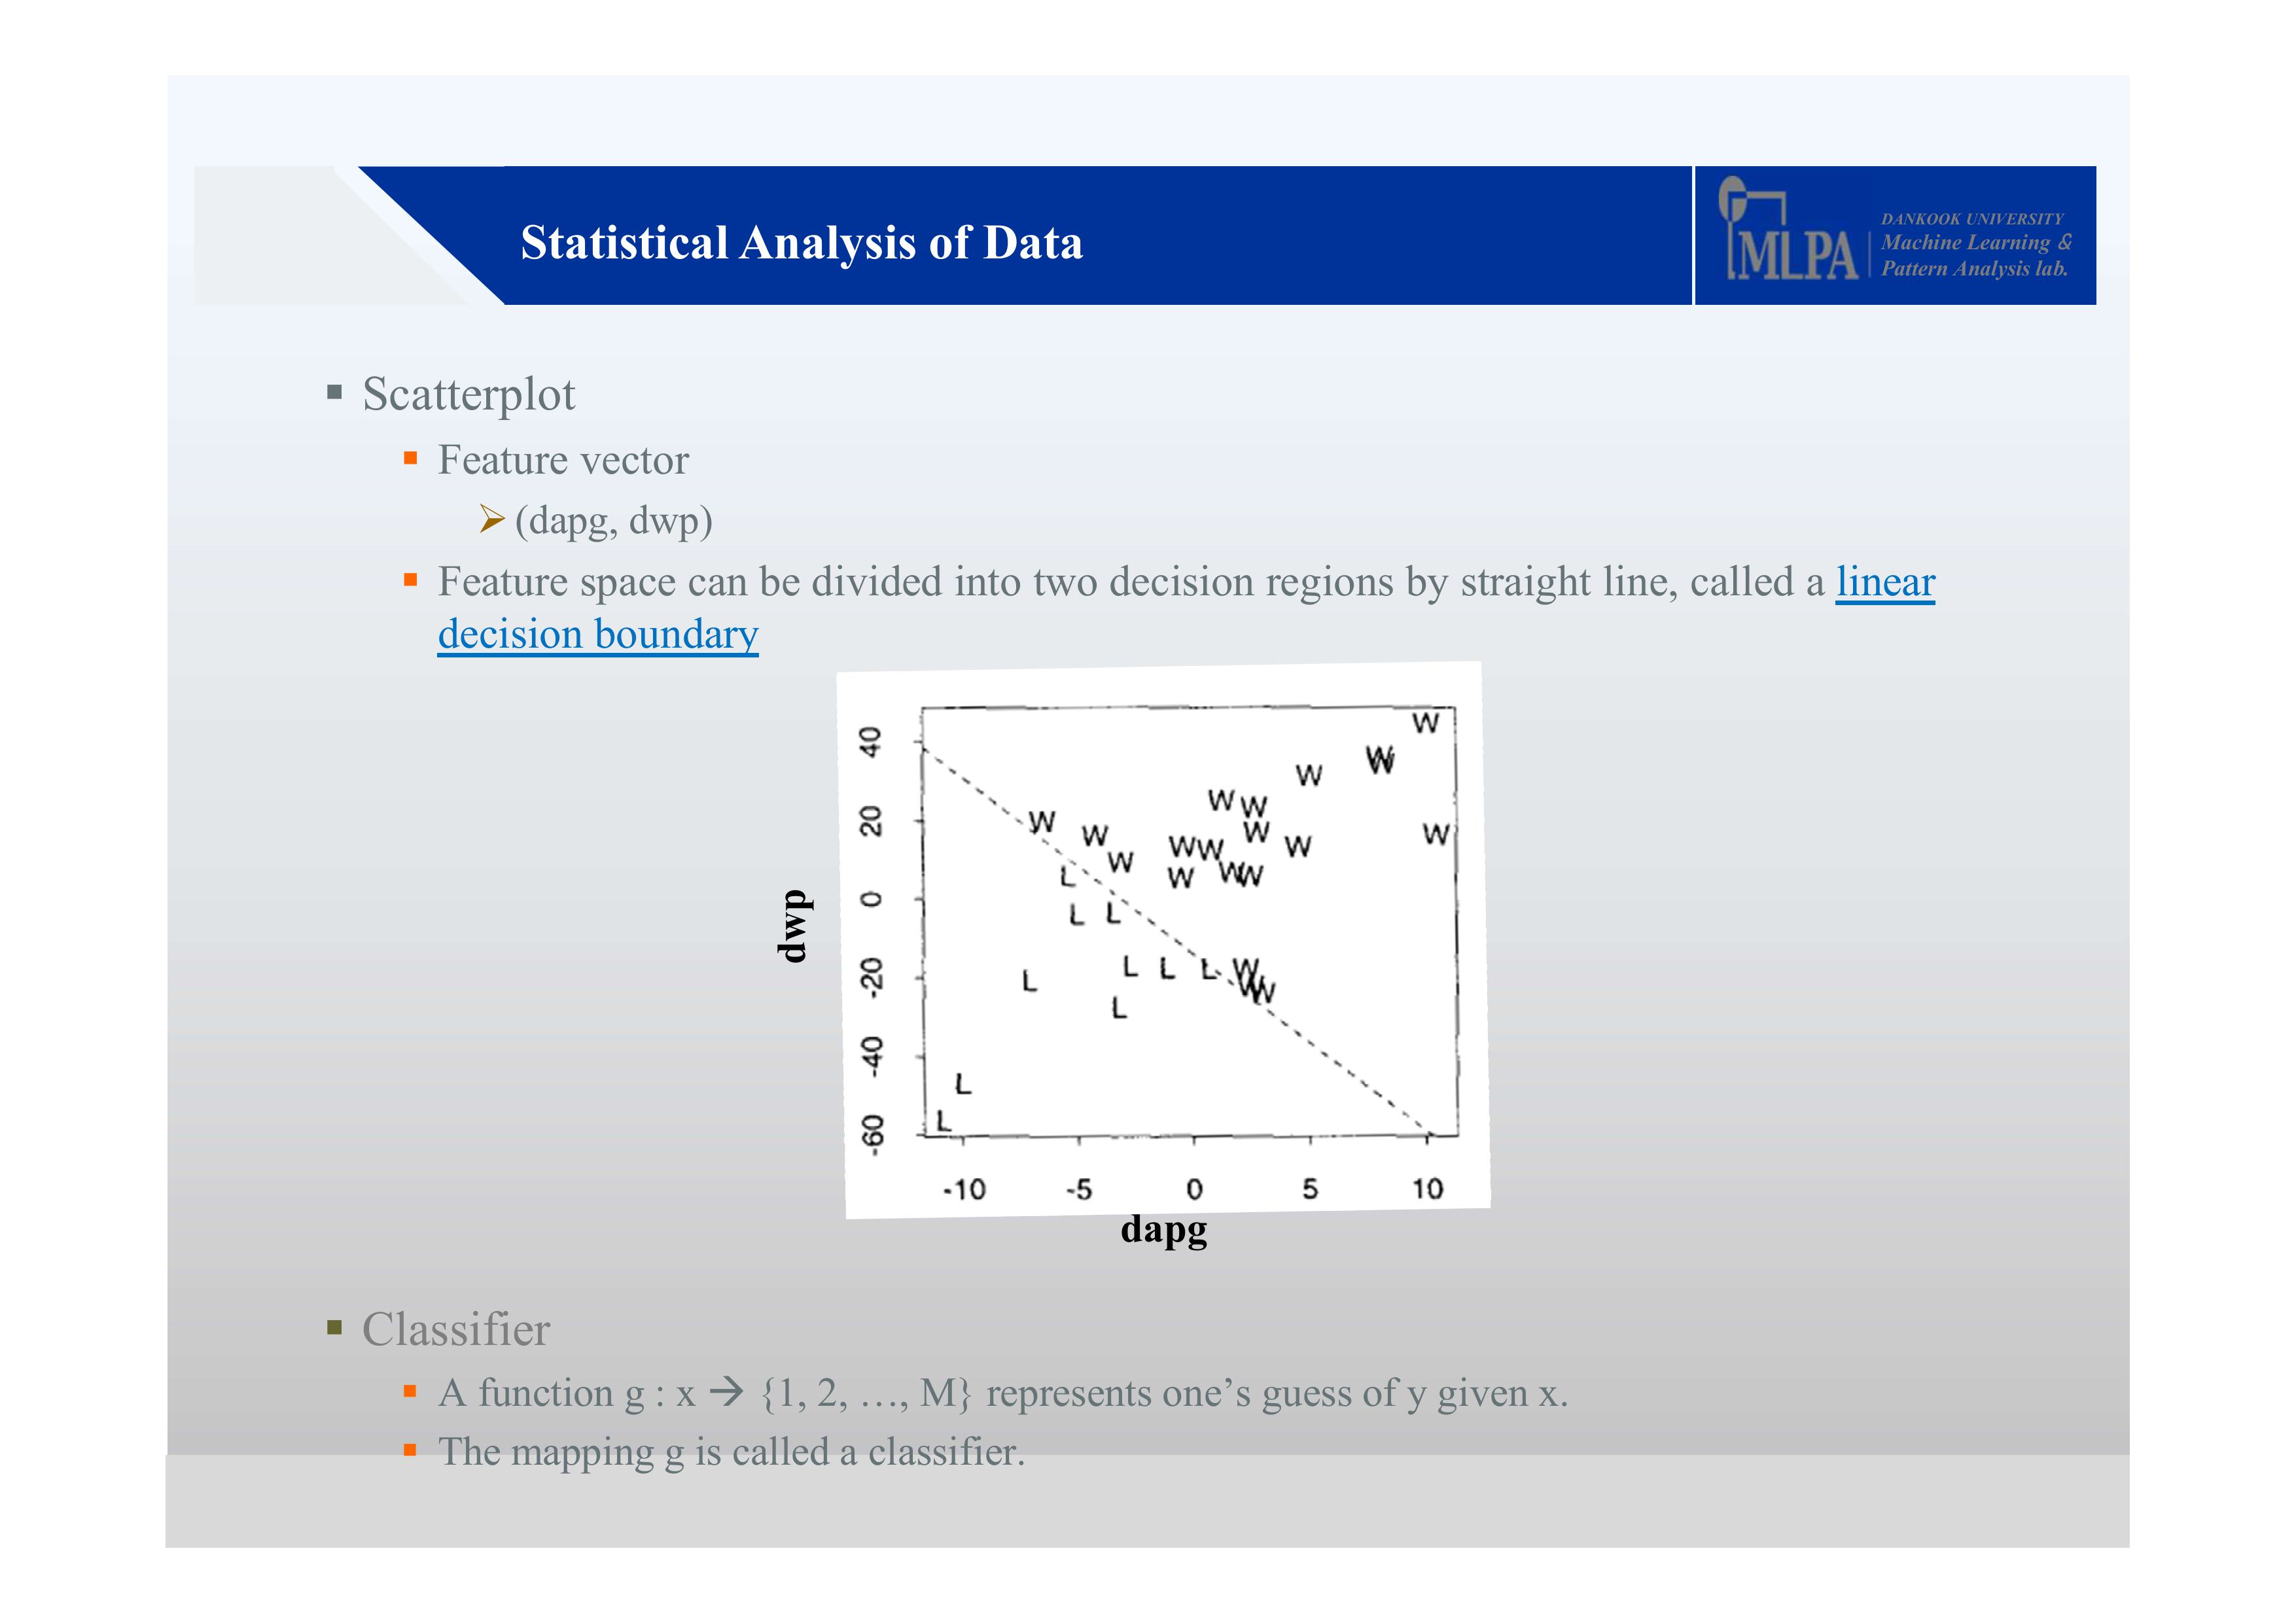 Statistical Analysis of Data
MLPA
DANKOOK UNIVERSITY
Machine Learning &
Pattern Analysis lab.
▪ Scatterplot
▪ Feature vector
➢ (dapg, dwp)
▪ Feature space can be divided into two decision regions by straight line, called a linear
decision boundary
dwp
40
20
0
-20
-40
-60
W
W W
W
W W
W
W
W
W
W W
W
W
W
W
W W
L
L L
L L L W
W W
L
L
L
L
-10 -5 0 5 10
dapg
▪ Classifier
▪ A function g : x → {1, 2, …, M} represents one’s guess of y given x.
▪ The mapping g is called a classifier.